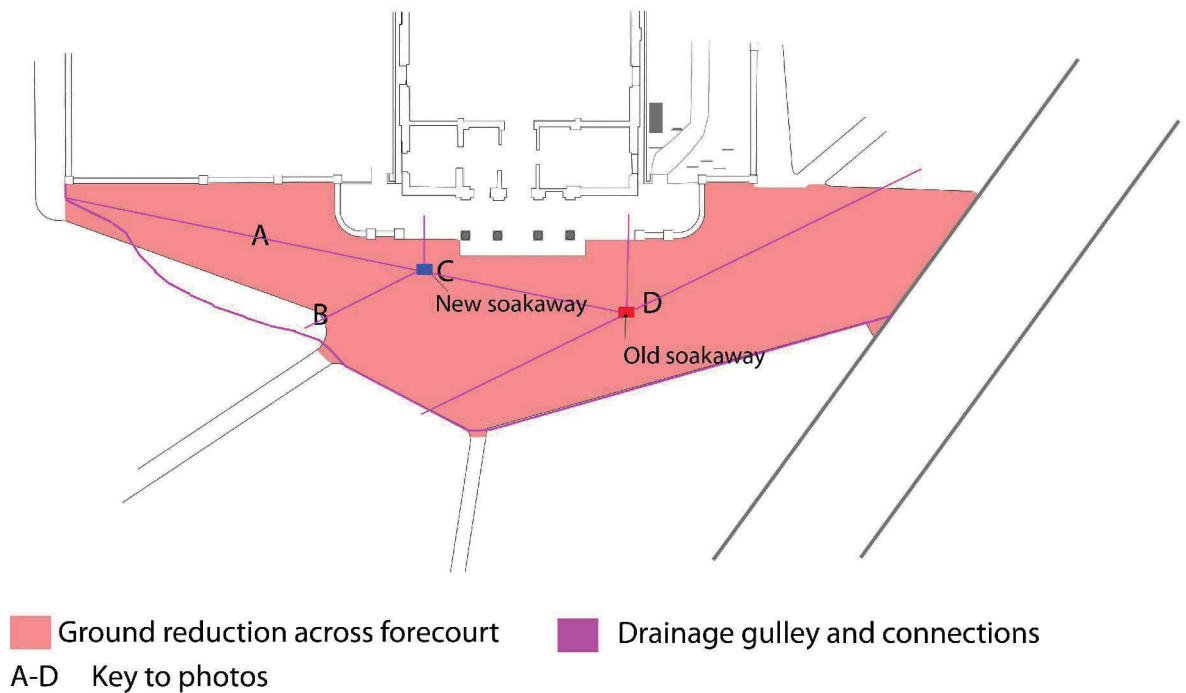 A
C
New soakaway
B
D
Old soakaway
Ground reduction across forecourt
Drainage gulley and connections
A-D Key to photos